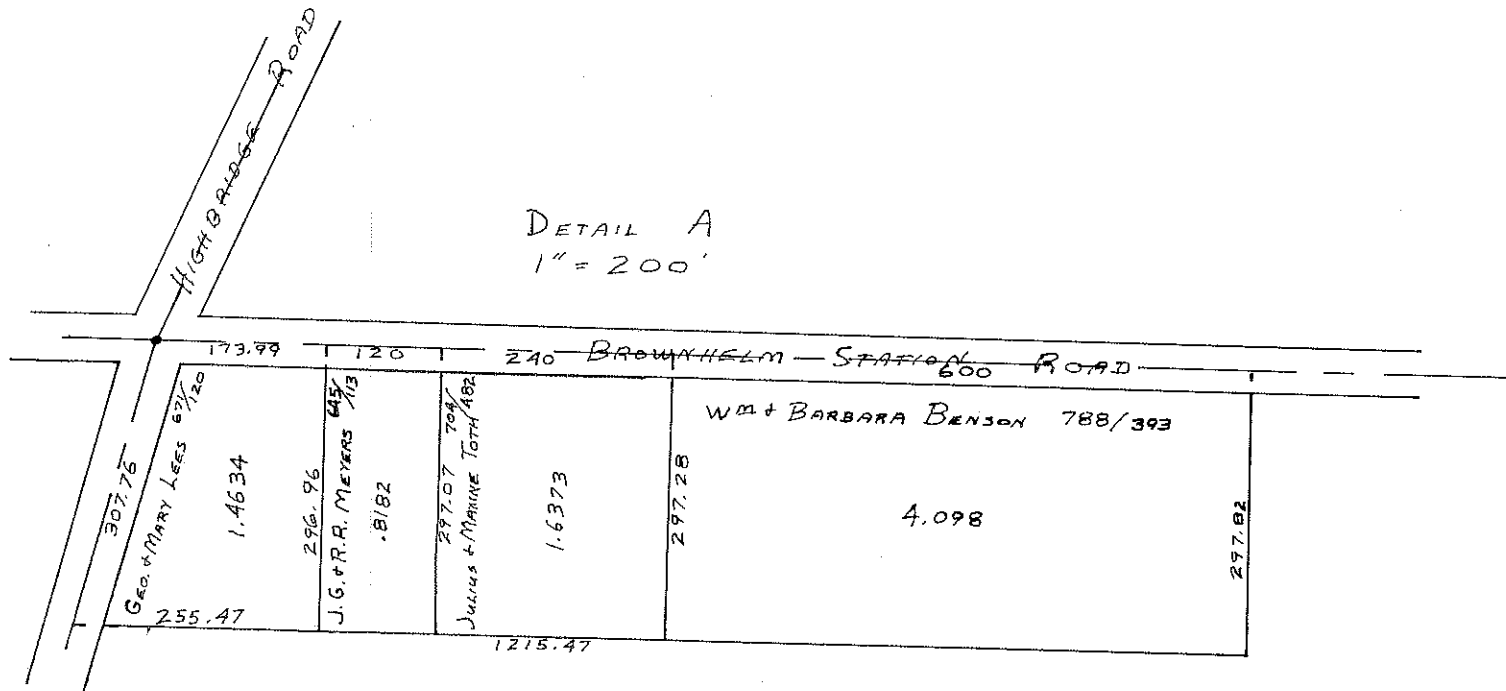 HIGHBRIDGE ROAD
DETAIL A
1" = 200'
173.99
120
240
BROWNHELM STATION ROAD
600
307.76
GEO. & MARY LEES 671/120
1.4634
296.96
J.G. & R.R. MEYERS 645/13
.8182
297.07
JULIUS & MAXINE TOTH 704/482
1.6373
297.28
WM & BARBARA BENSON 788/393
4.098
297.82
255.47
1215.47